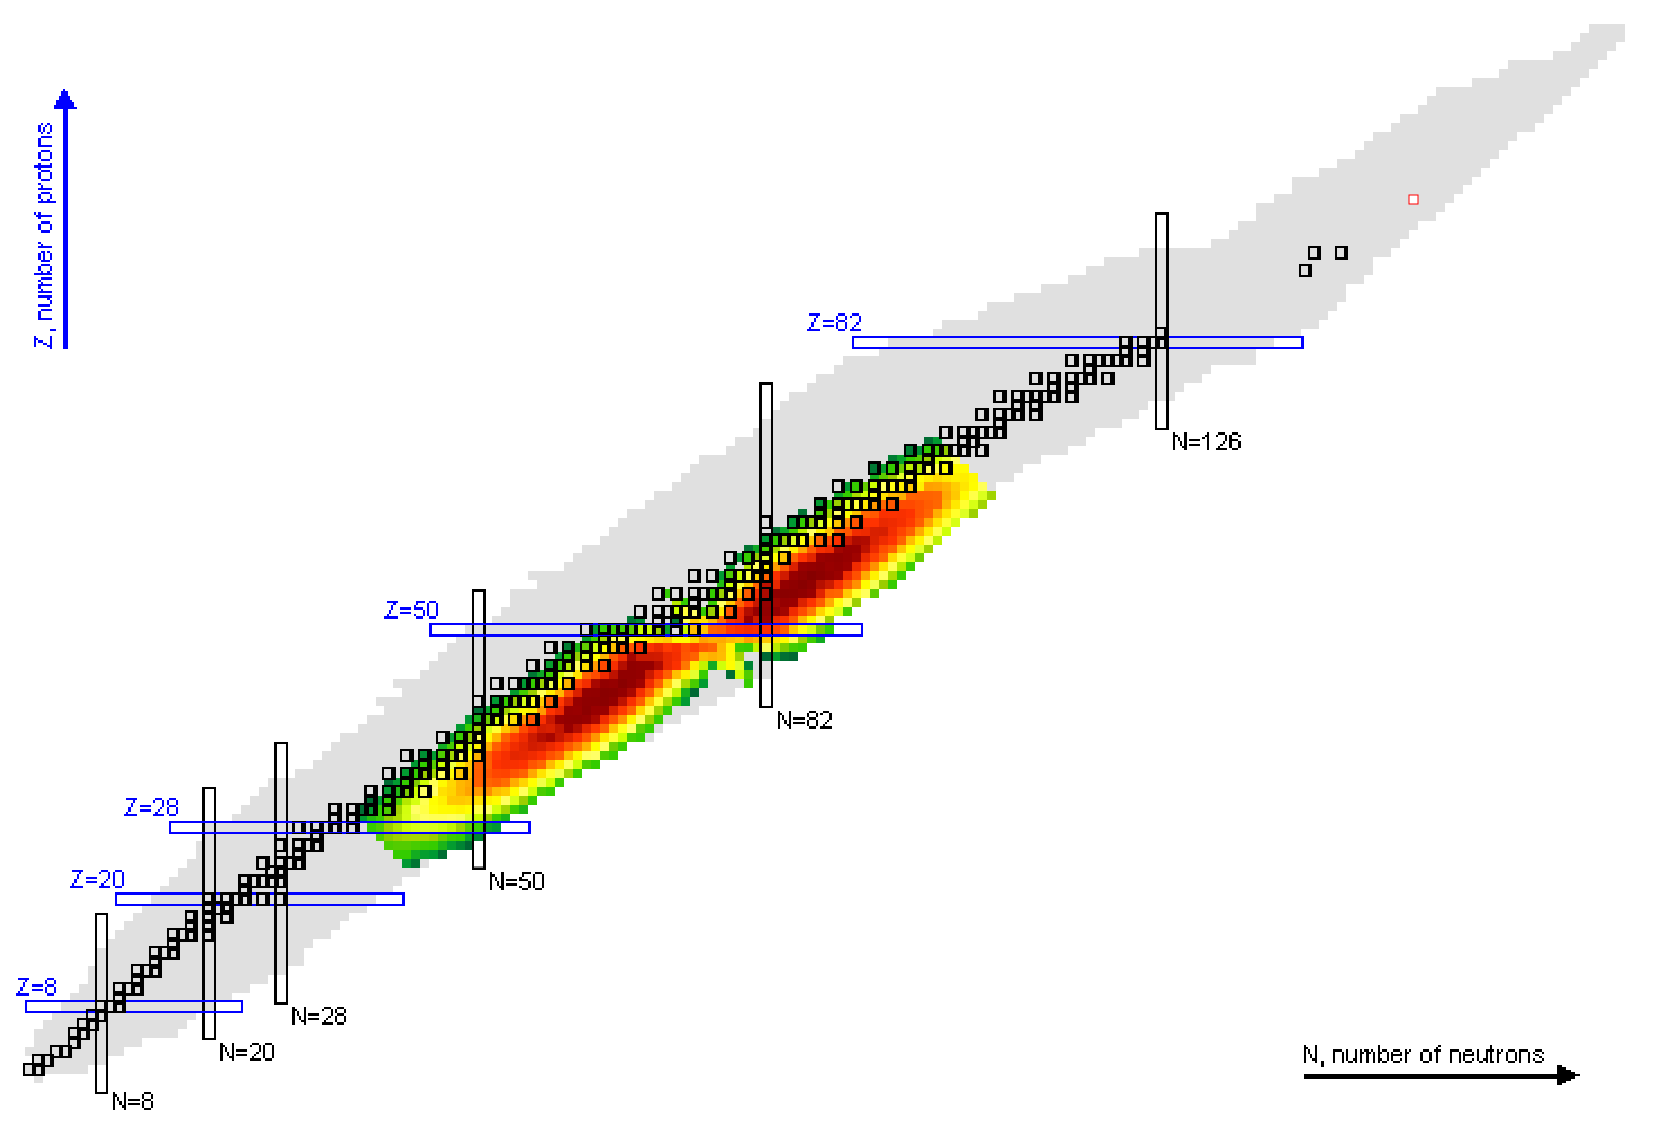 Z, number of protons
Z=82
N=126
Z=50
N=82
Z=28
N=50
Z=20
Z=8
N=28
N=20
N=8
N, number of neutrons